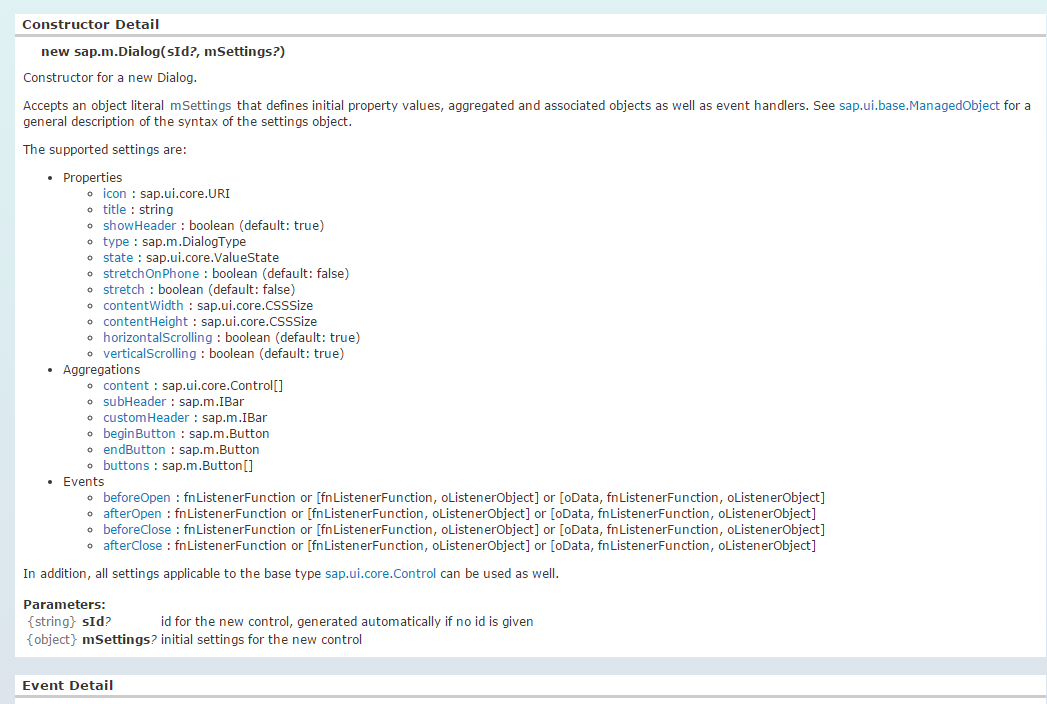 Constructor Detail
new sap.m.Dialog(sId?, mSettings?)
Constructor for a new Dialog.
Accepts an object literal mSettings that defines initial property values, aggregated and associated objects as well as event handlers. See sap.ui.base.ManagedObject for a
general description of the syntax of the settings object.
The supported settings are:
• Properties
◦ icon : sap.ui.core.URI
◦ title : string
◦ showHeader : boolean (default: true)
◦ type : sap.m.DialogType
◦ state : sap.ui.core.ValueState
◦ stretchOnPhone : boolean (default: false)
◦ stretch : boolean (default: false)
◦ contentWidth : sap.ui.core.CSSSize
◦ contentHeight : sap.ui.core.CSSSize
◦ horizontalScrolling : boolean (default: true)
◦ verticalScrolling : boolean (default: true)
• Aggregations
◦ content : sap.ui.core.Control[]
◦ subHeader : sap.m.IBar
◦ customHeader : sap.m.IBar
◦ beginButton : sap.m.Button
◦ endButton : sap.m.Button
◦ buttons : sap.m.Button[]
• Events
◦ beforeOpen : fnListenerFunction or [fnListenerFunction, oListenerObject] or [oData, fnListenerFunction, oListenerObject]
◦ afterOpen : fnListenerFunction or [fnListenerFunction, oListenerObject] or [oData, fnListenerFunction, oListenerObject]
◦ beforeClose : fnListenerFunction or [fnListenerFunction, oListenerObject] or [oData, fnListenerFunction, oListenerObject]
◦ afterClose : fnListenerFunction or [fnListenerFunction, oListenerObject] or [oData, fnListenerFunction, oListenerObject]
In addition, all settings applicable to the base type sap.ui.core.Control can be used as well.
Parameters:
{string} sId? id for the new control, generated automatically if no id is given
{object} mSettings? initial settings for the new control
Event Detail